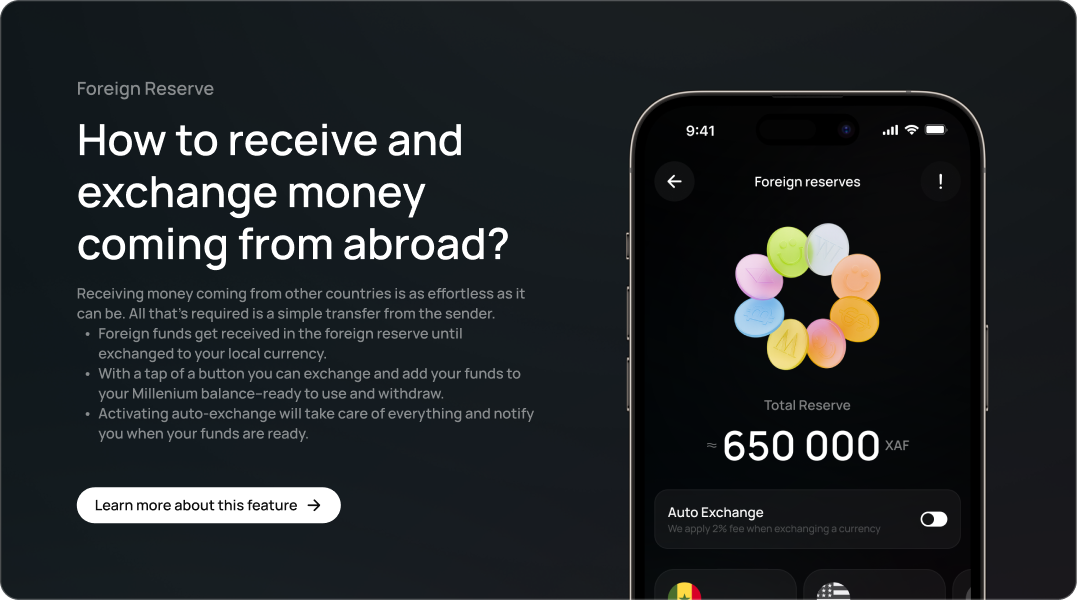 Foreign Reserve
How to receive and
exchange money
coming from abroad?
Receiving money coming from other countries is as effortless as it
can be. All that's required is a simple transfer from the sender.
• Foreign funds get received in the foreign reserve until
exchanged to your local currency.
• With a tap of a button you can exchange and add your funds to
your Millenium balance–ready to use and withdraw.
• Activating auto-exchange will take care of everything and notify
you when your funds are ready.
Learn more about this feature →
9:41
Foreign reserves
!
Total Reserve
≈ 650 000 XAF
Auto Exchange
We apply 2% fee when exchanging a currency